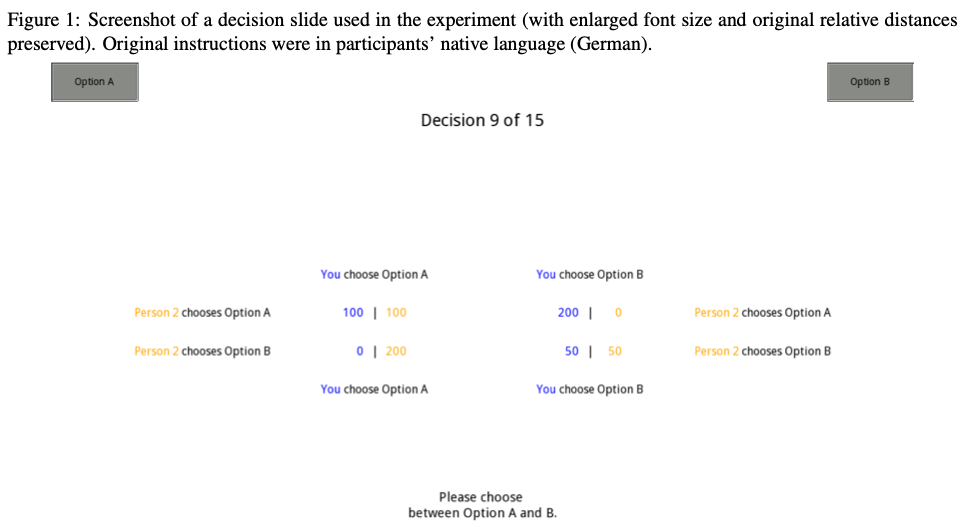 Figure 1: Screenshot of a decision slide used in the experiment (with enlarged font size and original relative distances
preserved). Original instructions were in participants’ native language (German).
Option A
Option B
Decision 9 of 15
You choose Option A
You choose Option B
Person 2 chooses Option A
100 | 100
200 | 0
Person 2 chooses Option A
Person 2 chooses Option B
0 | 200
50 | 50
Person 2 chooses Option B
You choose Option A
You choose Option B
Please choose
between Option A and B.